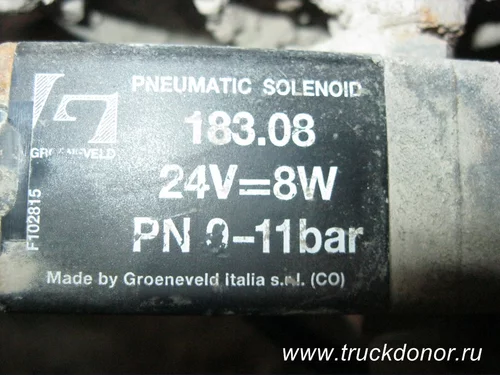 PNEUMATIC SOLENOID
GROENEVELD
183.08
24V=8W
PN 0-11bar
F102815
Made by Groeneveld italia s.r.l. (CO)
www.truckdonor.ru